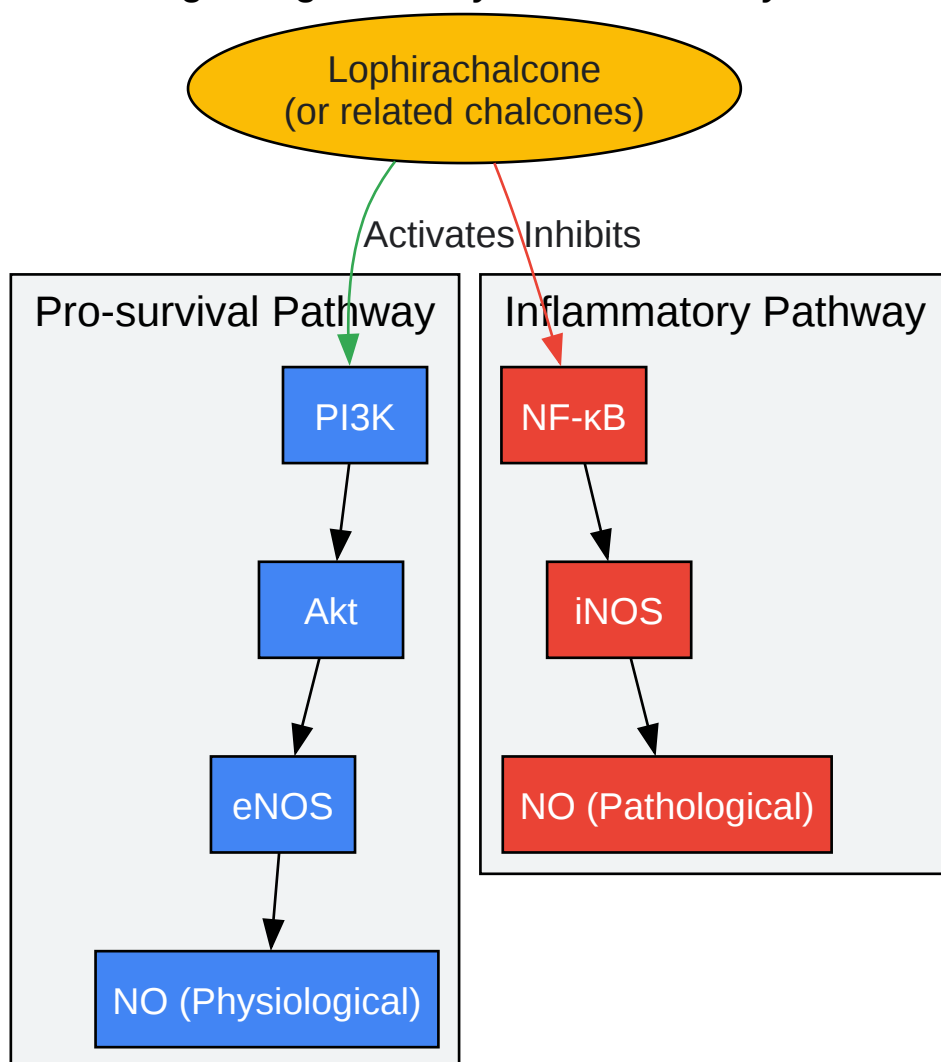 Lophirachalcone
(or related chalcones)
Activates Inhibits
Pro-survival Pathway
Inflammatory Pathway
PI3K
NF-κB
Akt
iNOS
eNOS
NO (Pathological)
NO (Physiological)